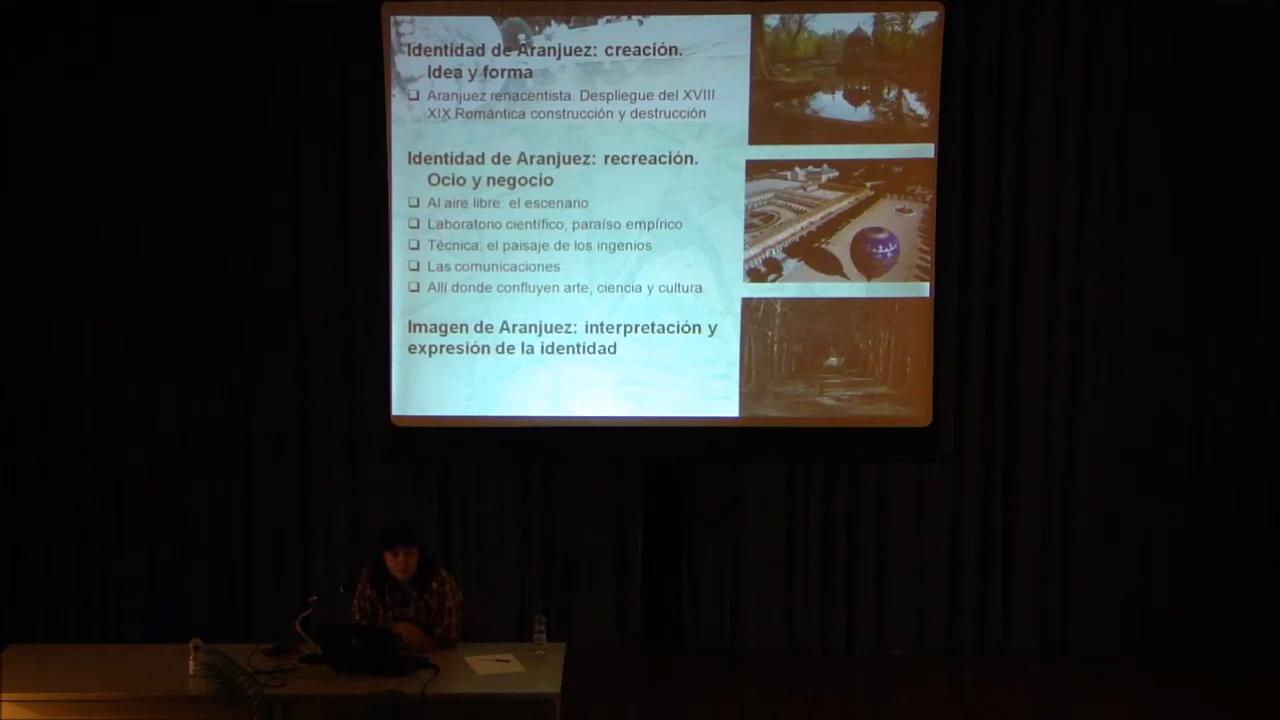 Identidad de Aranjuez: creación.
Idea y forma
Aranjuez renacentista. Despliegue del XVIII
XIX Romántica construcción y destrucción
Identidad de Aranjuez: recreación.
Ocio y negocio
Al aire libre: el escenario
Laboratorio científico, paraíso empírico
Técnica: el paisaje de los ingenios
Las comunicaciones
Allí donde confluyen arte, ciencia y cultura
Imagen de Aranjuez: interpretación y
expresión de la identidad